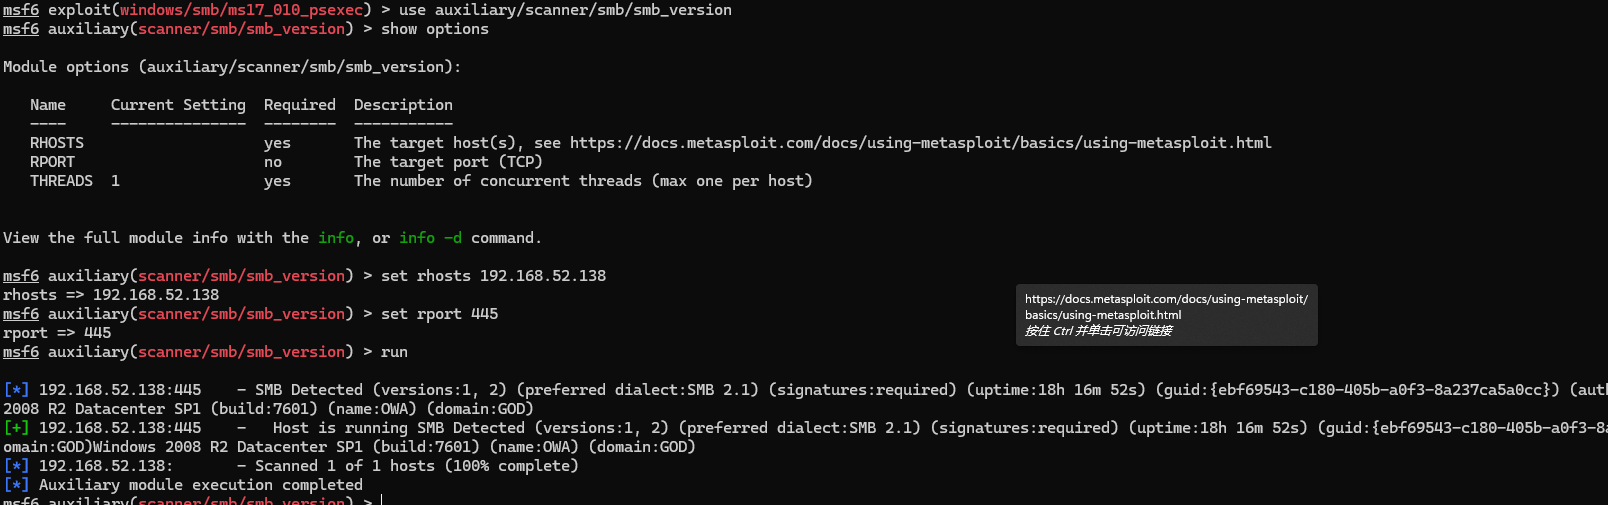 msf6 exploit(windows/smb/ms17_010_psexec) > use auxiliary/scanner/smb/smb_version
msf6 auxiliary(scanner/smb/smb_version) > show options
Module options (auxiliary/scanner/smb/smb_version):
Name     Current Setting  Required  Description
----     ---------------  --------  -----------
RHOSTS                    yes       The target host(s), see https://docs.metasploit.com/docs/using-metasploit/basics/using-metasploit.html
RPORT                     no        The target port (TCP)
THREADS  1                yes       The number of concurrent threads (max one per host)
View the full module info with the info, or info -d command.
msf6 auxiliary(scanner/smb/smb_version) > set rhosts 192.168.52.138
rhosts => 192.168.52.138
msf6 auxiliary(scanner/smb/smb_version) > set rport 445
rport => 445
msf6 auxiliary(scanner/smb/smb_version) > run
https://docs.metasploit.com/docs/using-metasploit/
basics/using-metasploit.html
按住 Ctrl 并单击可访问链接
[*] 192.168.52.138:445    - SMB Detected (versions:1, 2) (preferred dialect:SMB 2.1) (signatures:required) (uptime:18h 16m 52s) (guid:{ebf69543-c180-405b-a0f3-8a237ca5a0cc}) (aut
2008 R2 Datacenter SP1 (build:7601) (name:OWA) (domain:GOD)
[+] 192.168.52.138:445    -   Host is running SMB Detected (versions:1, 2) (preferred dialect:SMB 2.1) (signatures:required) (uptime:18h 16m 52s) (guid:{ebf69543-c180-405b-a0f3-8
omain:GOD)Windows 2008 R2 Datacenter SP1 (build:7601) (name:OWA) (domain:GOD)
[*] 192.168.52.138:       - Scanned 1 of 1 hosts (100% complete)
[*] Auxiliary module execution completed
msf6 auxiliary(scanner/smb/smb_version) >